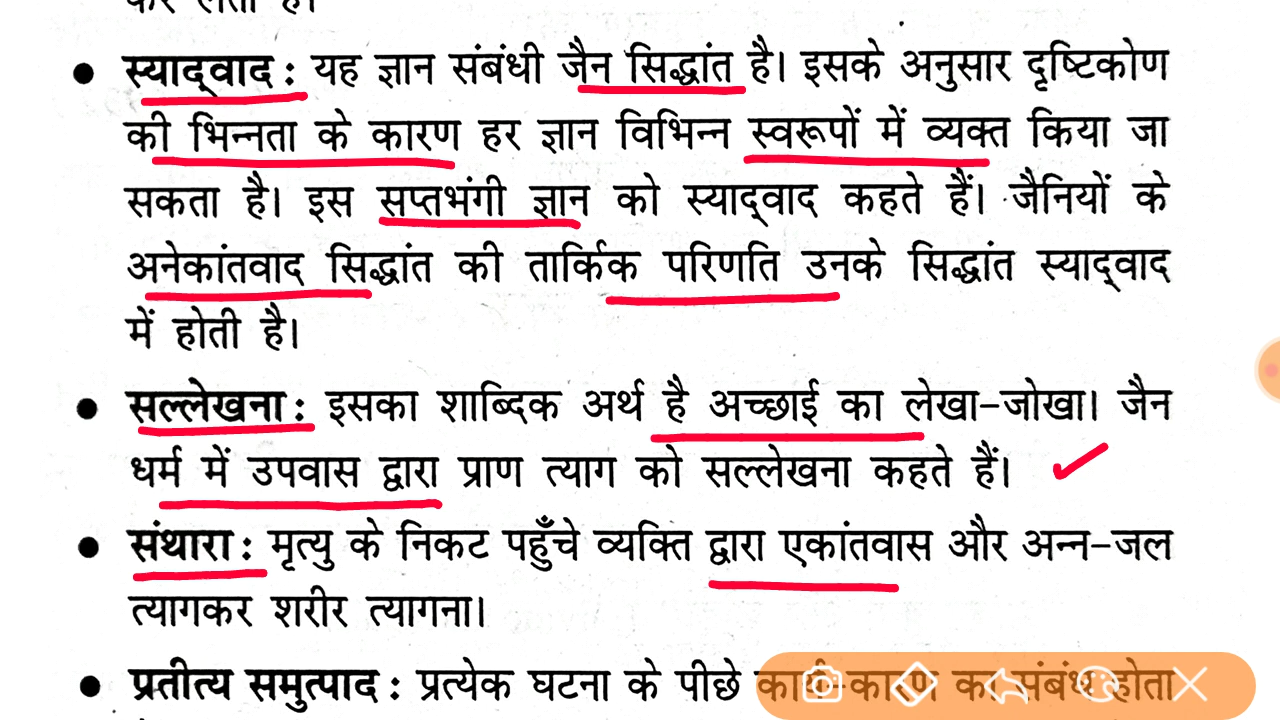 कर लेता है।
• स्याद्‌वाद : यह ज्ञान संबंधी जैन सिद्धांत है। इसके अनुसार दृष्टिकोण
की भिन्नता के कारण हर ज्ञान विभिन्न स्वरूपों में व्यक्त किया जा
सकता है। इस सप्तभंगी ज्ञान को स्याद्‌वाद कहते हैं। जैनियों के
अनेकांतवाद सिद्धांत की तार्किक परिणति उनके सिद्धांत स्याद्‌वाद
में होती है।
• सल्लेखना : इसका शाब्दिक अर्थ है अच्छाई का लेखा-जोखा। जैन
धर्म में उपवास द्वारा प्राण त्याग को सल्लेखना कहते हैं।
• संथारा : मृत्यु के निकट पहुँचे व्यक्ति द्वारा एकांतवास और अन्न-जल
त्यागकर शरीर त्यागना।
• प्रतीत्य समुत्पाद : प्रत्येक घटना के पीछे कार्य-कारण का संबंध होता